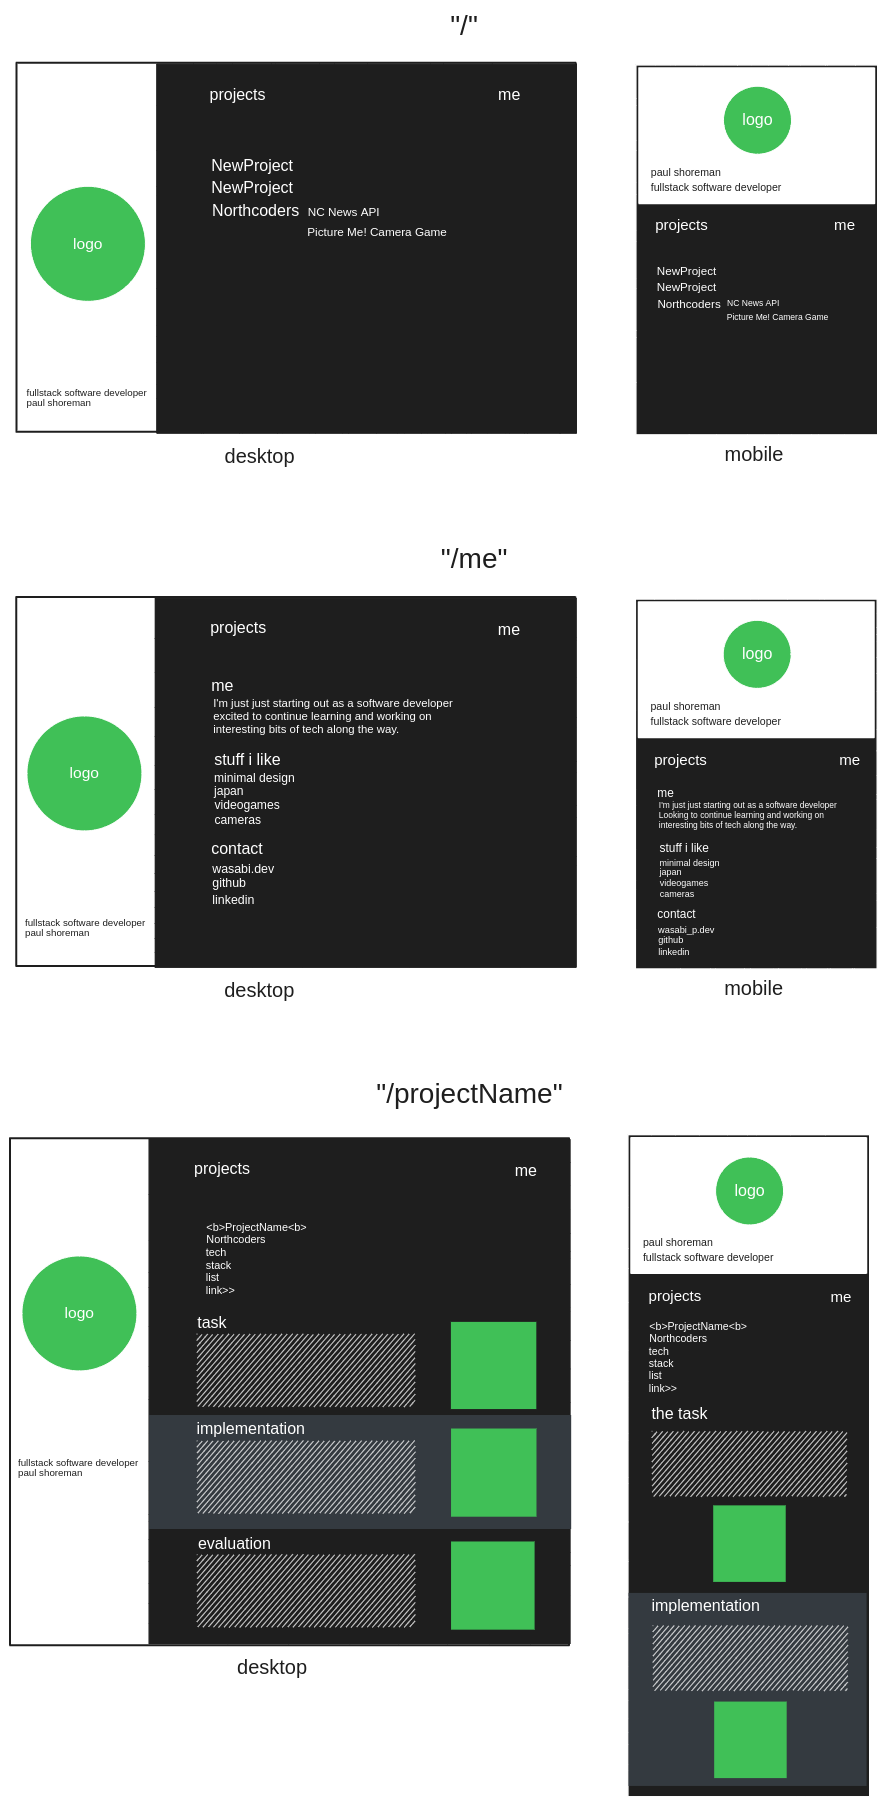 "/"
projects me
NewProject
NewProject
Northcoders NC News API
Picture Me! Camera Game
logo
fullstack software developer
paul shoreman
desktop
logo
paul shoreman
fullstack software developer
projects me
NewProject
NewProject
Northcoders NC News API
Picture Me! Camera Game
mobile
"/me"
projects me
me
I'm just just starting out as a software developer
excited to continue learning and working on
interesting bits of tech along the way.
stuff i like
minimal design
japan
videogames
cameras
contact
wasabi.dev
github
linkedin
logo
fullstack software developer
paul shoreman
desktop
logo
paul shoreman
fullstack software developer
projects me
me
I'm just just starting out as a software developer
Looking to continue learning and working on
interesting bits of tech along the way.
stuff i like
minimal design
japan
videogames
cameras
contact
wasabi_p.dev
github
linkedin
mobile
"/projectName"
projects me
<b>ProjectName<b>
Northcoders
tech
stack
list
link>>
logo
task
implementation
fullstack software developer
paul shoreman
evaluation
desktop
logo
paul shoreman
fullstack software developer
projects me
<b>ProjectName<b>
Northcoders
tech
stack
list
link>>
the task
implementation